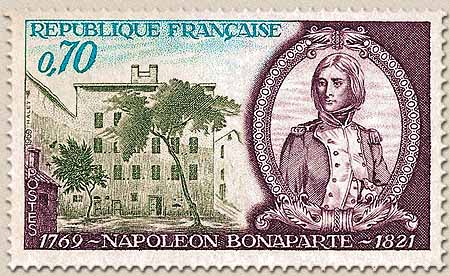 REPUBLIQUE FRANÇAISE
0,70
POSTES
1769 ~ NAPOLEON BONAPARTE ~ 1821